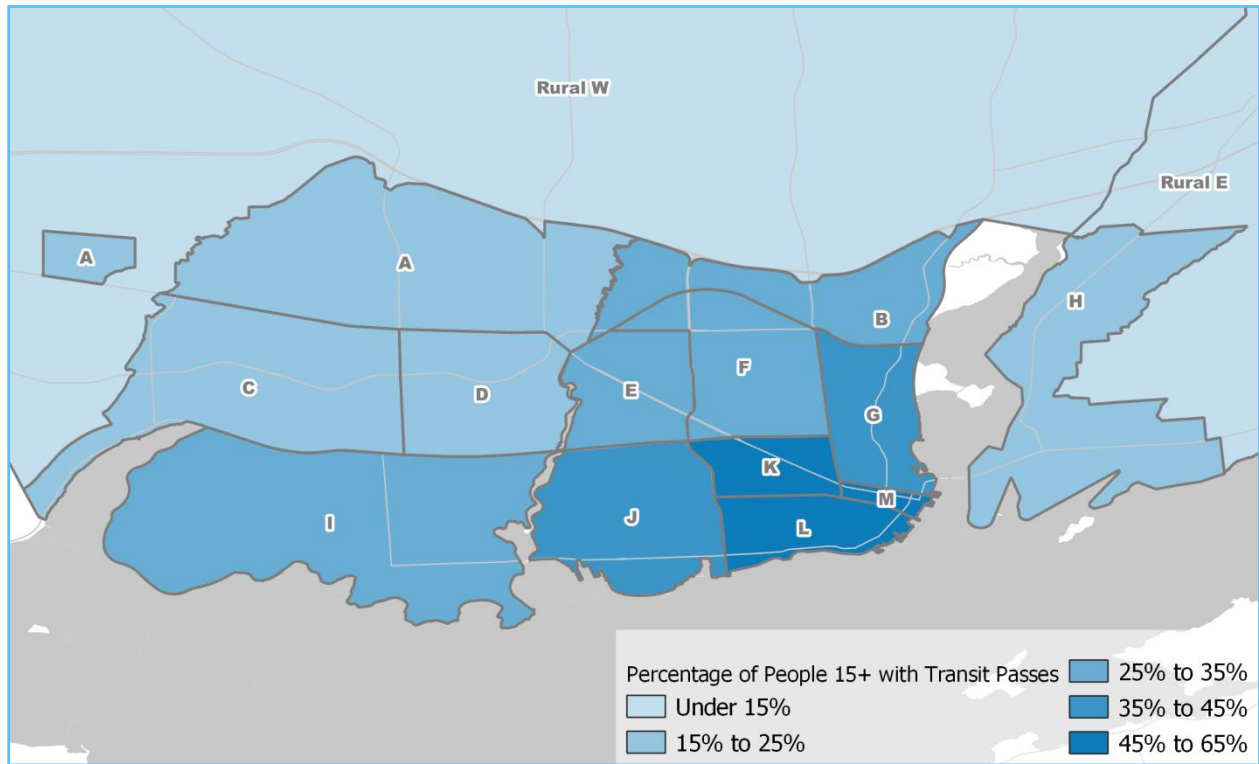 Rural W
Rural E
A
A
H
B
F
C
D
E
G
K
M
I
J
L
Percentage of People 15+ with Transit Passes
Under 15%
15% to 25%
25% to 35%
35% to 45%
45% to 65%